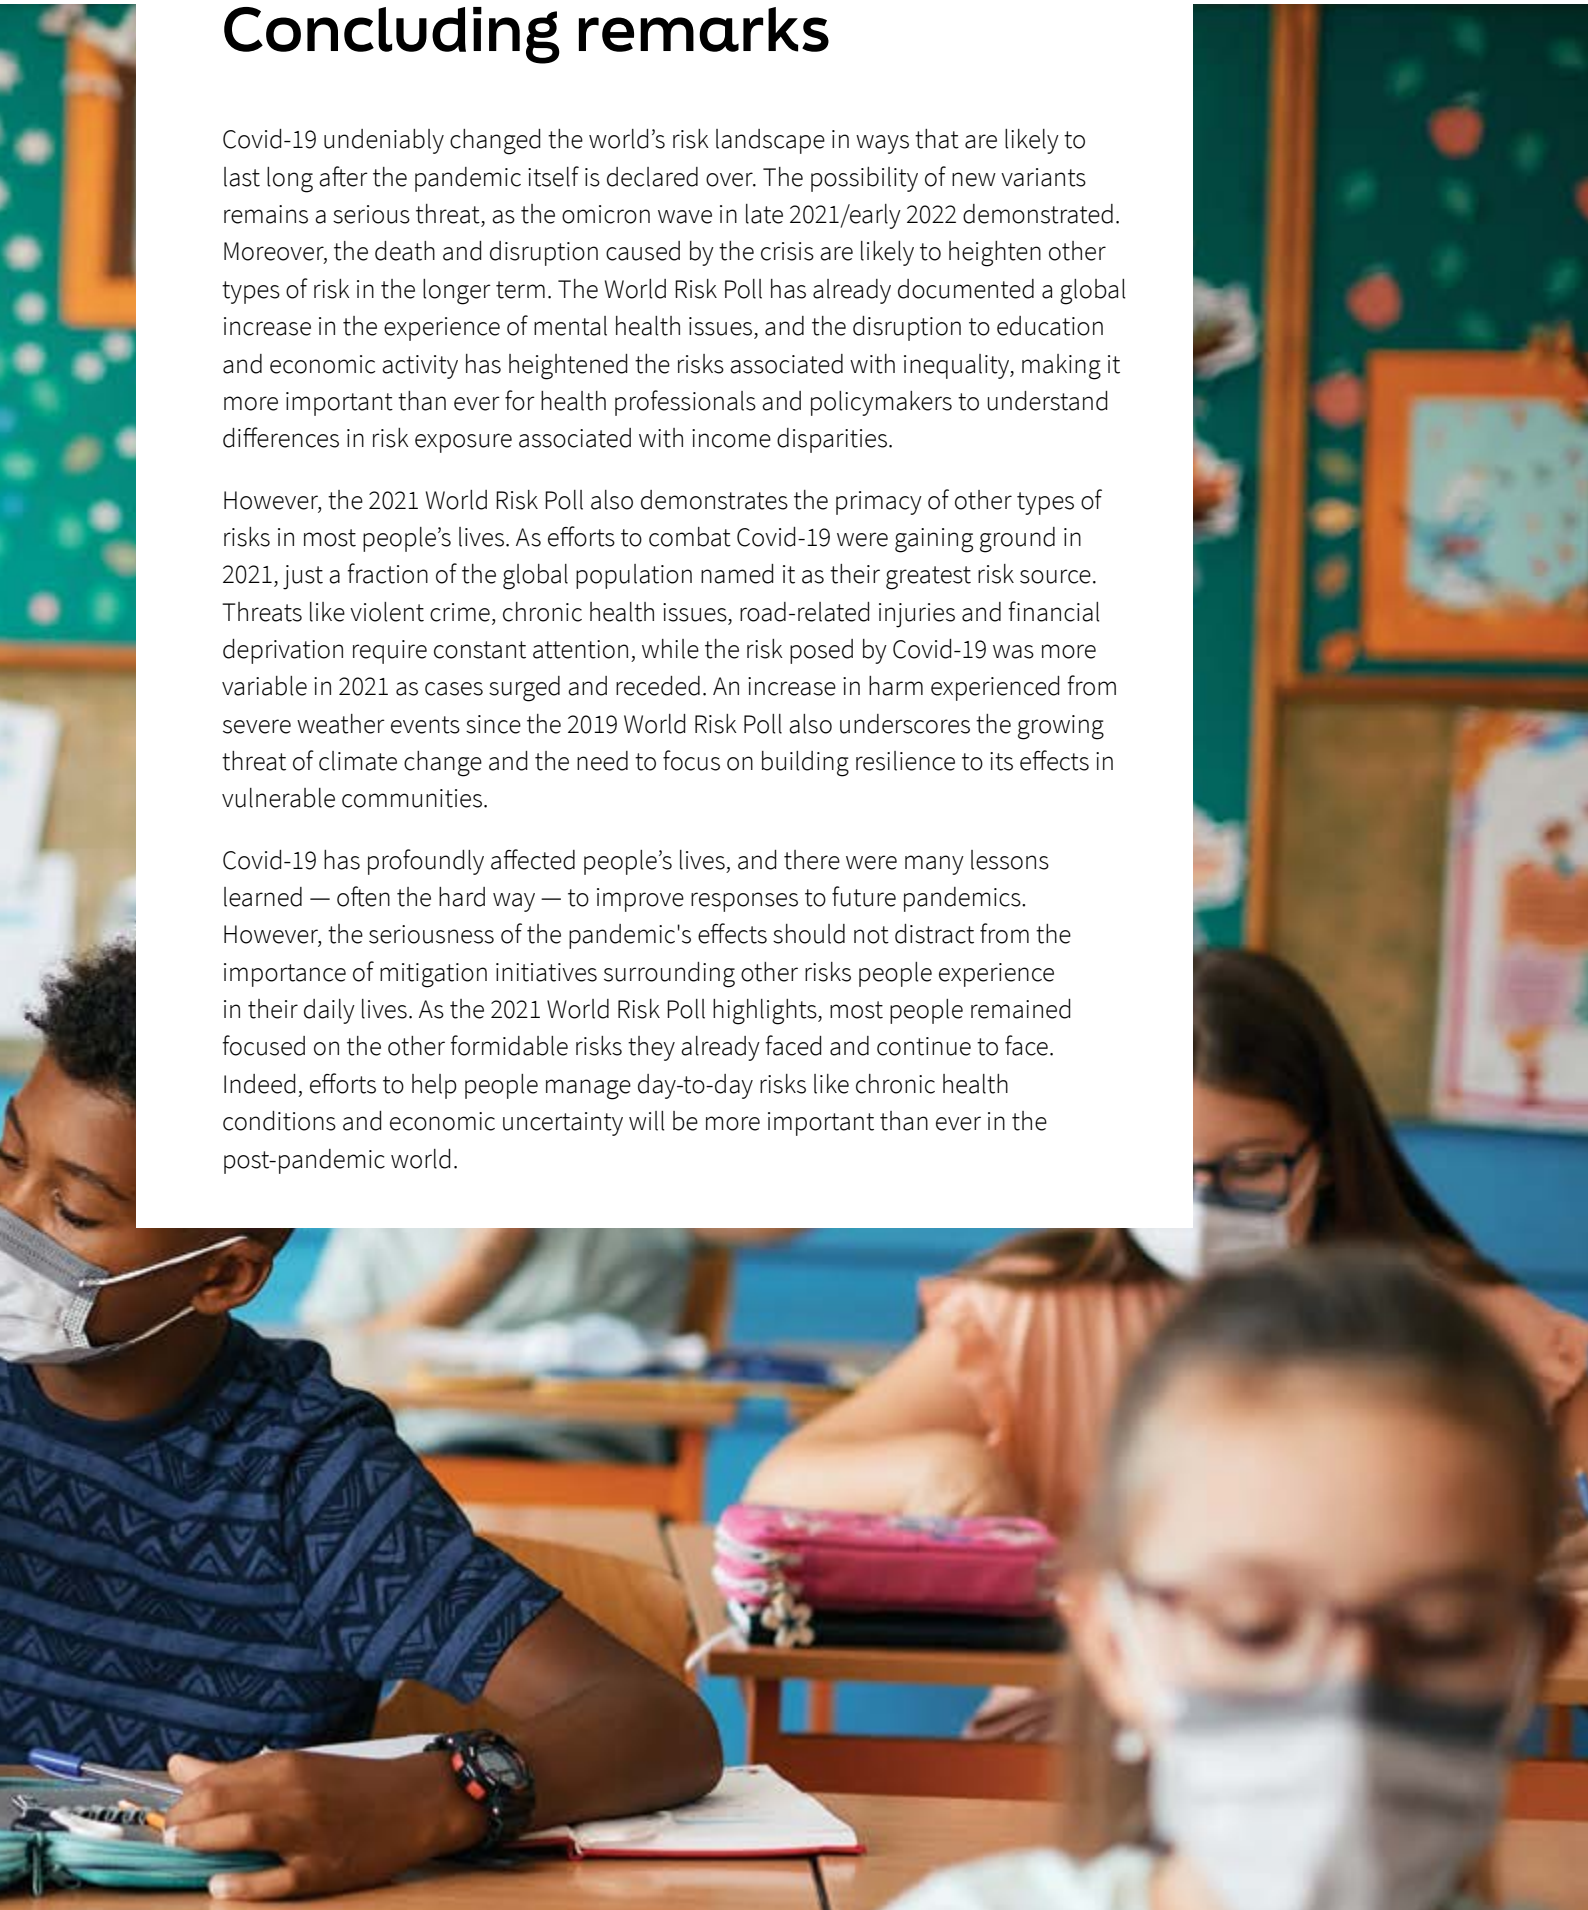 Concluding remarks
Covid-19 undeniably changed the world’s risk landscape in ways that are likely to
last long after the pandemic itself is declared over. The possibility of new variants
remains a serious threat, as the omicron wave in late 2021/early 2022 demonstrated.
Moreover, the death and disruption caused by the crisis are likely to heighten other
types of risk in the longer term. The World Risk Poll has already documented a global
increase in the experience of mental health issues, and the disruption to education
and economic activity has heightened the risks associated with inequality, making it
more important than ever for health professionals and policymakers to understand
differences in risk exposure associated with income disparities.
However, the 2021 World Risk Poll also demonstrates the primacy of other types of
risks in most people’s lives. As efforts to combat Covid-19 were gaining ground in
2021, just a fraction of the global population named it as their greatest risk source.
Threats like violent crime, chronic health issues, road-related injuries and financial
deprivation require constant attention, while the risk posed by Covid-19 was more
variable in 2021 as cases surged and receded. An increase in harm experienced from
severe weather events since the 2019 World Risk Poll also underscores the growing
threat of climate change and the need to focus on building resilience to its effects in
vulnerable communities.
Covid-19 has profoundly affected people’s lives, and there were many lessons
learned — often the hard way — to improve responses to future pandemics.
However, the seriousness of the pandemic's effects should not distract from the
importance of mitigation initiatives surrounding other risks people experience
in their daily lives. As the 2021 World Risk Poll highlights, most people remained
focused on the other formidable risks they already faced and continue to face.
Indeed, efforts to help people manage day-to-day risks like chronic health
conditions and economic uncertainty will be more important than ever in the
post-pandemic world.